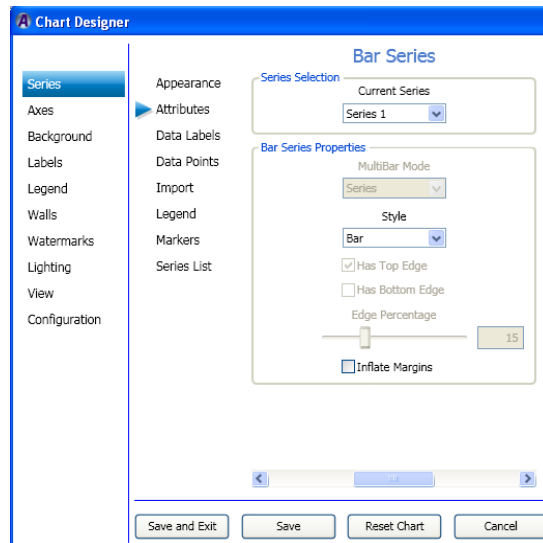 Chart Designer
Series
Axes
Background
Labels
Legend
Walls
Watermarks
Lighting
View
Configuration
Appearance
Attributes
Data Labels
Data Points
Import
Legend
Markers
Series List
Bar Series
Series Selection
Current Series
Series 1
Bar Series Properties
MultiBar Mode
Series
Style
Bar
Has Top Edge
Has Bottom Edge
Edge Percentage
15
Inflate Margins
Save and Exit
Save
Reset Chart
Cancel